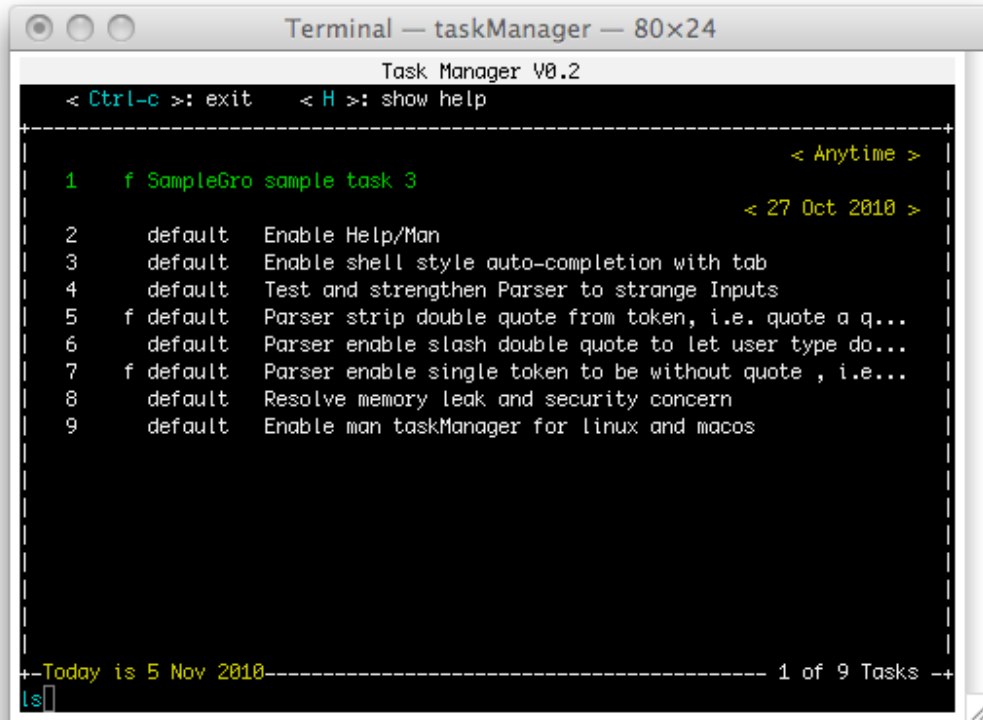 Terminal — taskManager — 80×24
Task Manager V0.2
< Ctrl-c >: exit < H >: show help
< Anytime >
1 f SampleGro sample task 3
< 27 Oct 2010 >
2 default Enable Help/Man
3 default Enable shell style auto-completion with tab
4 default Test and strengthen Parser to strange Inputs
5 f default Parser strip double quote from token, i.e. quote a q...
6 default Parser enable slash double quote to let user type do...
7 f default Parser enable single token to be without quote , i.e...
8 default Resolve memory leak and security concern
9 default Enable man taskManager for linux and macos
Today is 5 Nov 2010 1 of 9 Tasks
ls